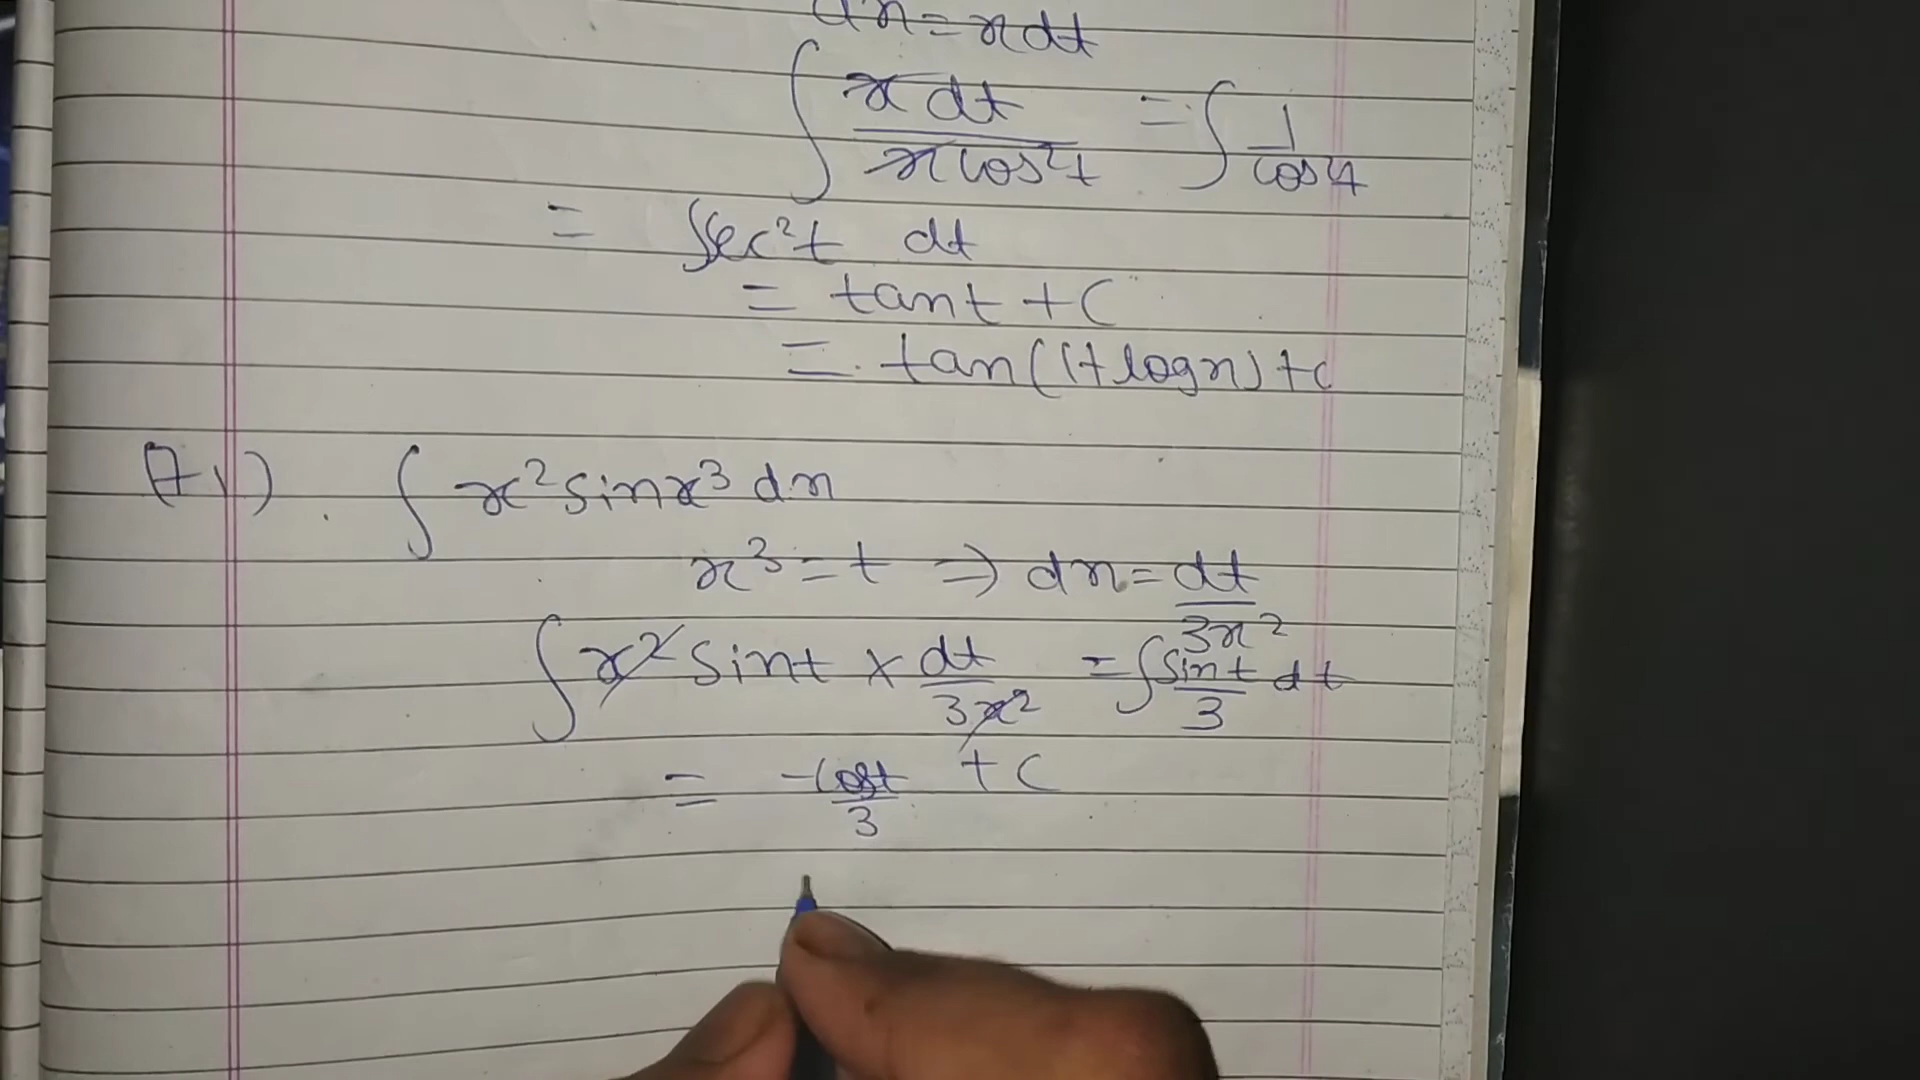 dx = x dt
∫ x dt / x cos²t = ∫ 1 / cos²t
= ∫ sec²t dt
= tan t + C
= tan(1 + log x) + c
(7.1) ∫ x² sin x³ dx
x³ = t ⇒ dx = dt / 3x²
∫ x² sin t × dt / 3x² = ∫ sin t / 3 dt
= -cos t / 3 + C